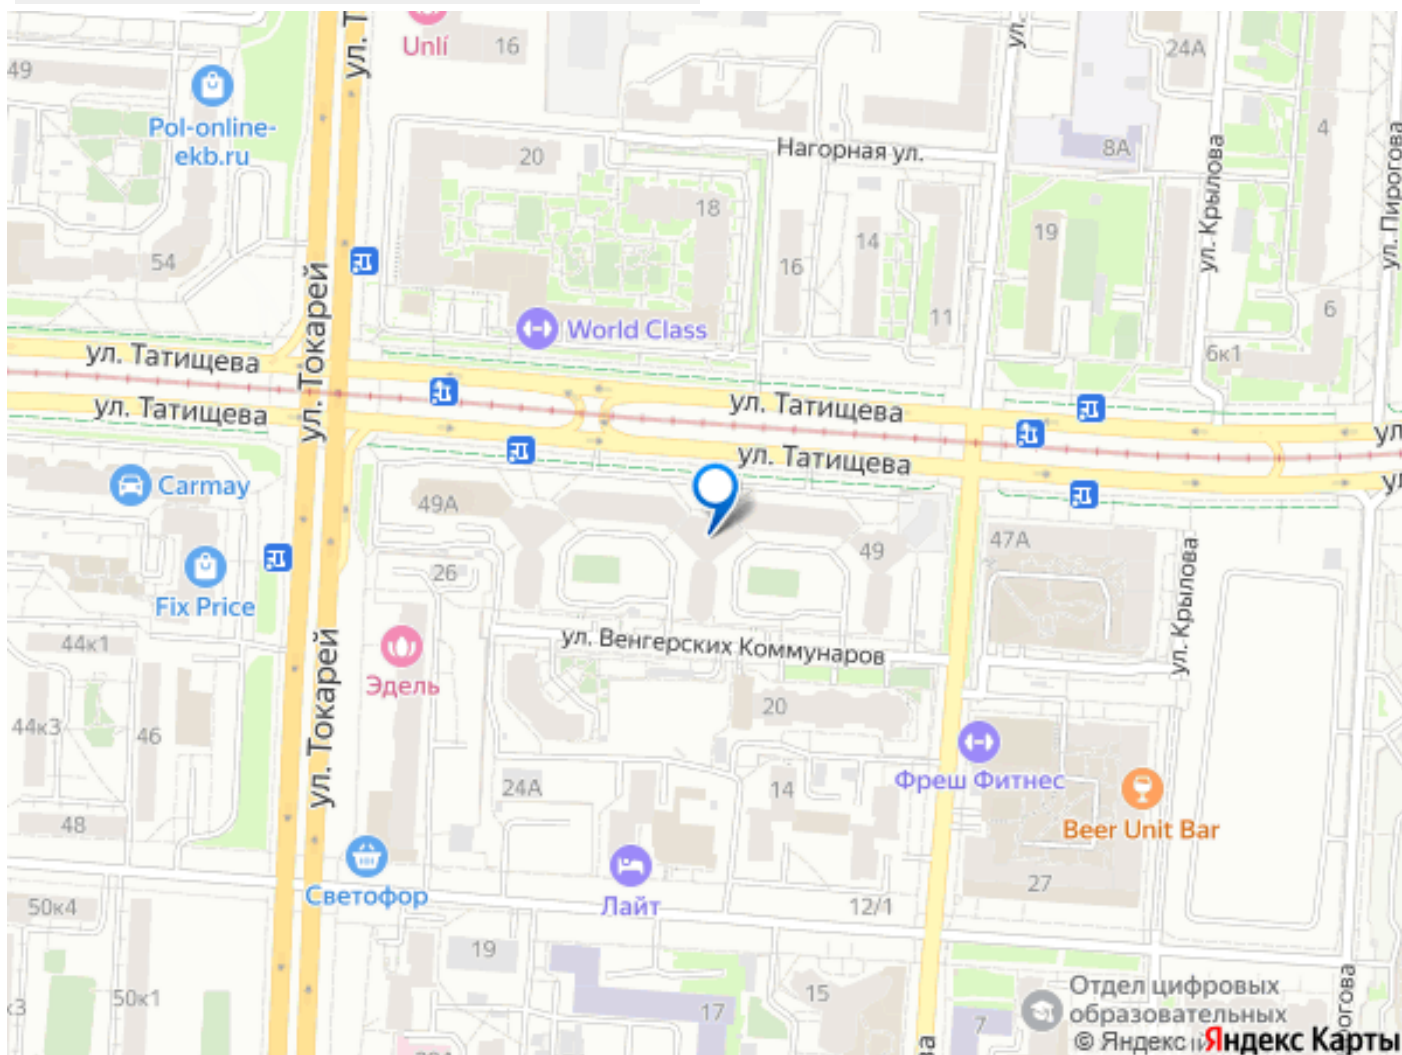 Unlí
16
ул.
24А
49
Pol-online-
ekb.ru
20
Нагорная ул.
8А
4
ул. Крылова
ул. Пирогова
18
14
19
16
54
11
6
ул. Токарей
World Class
6к1
ул. Татищева
ул. Татищева
ул. Татищева
ул. Татищева
Carmay
49А
49
47А
26
Fix Price
ул. Крылова
44к1
ул. Венгерских Коммунаров
ул. Токарей
Эдель
20
44к3
46
Фреш Фитнес
24А
14
48
Beer Unit Bar
Светофор
Лайт
27
50к4
12/1
19
50к1
17
15
7
Отдел цифровых
образовательных
© Яндекс
Яндекс Карты